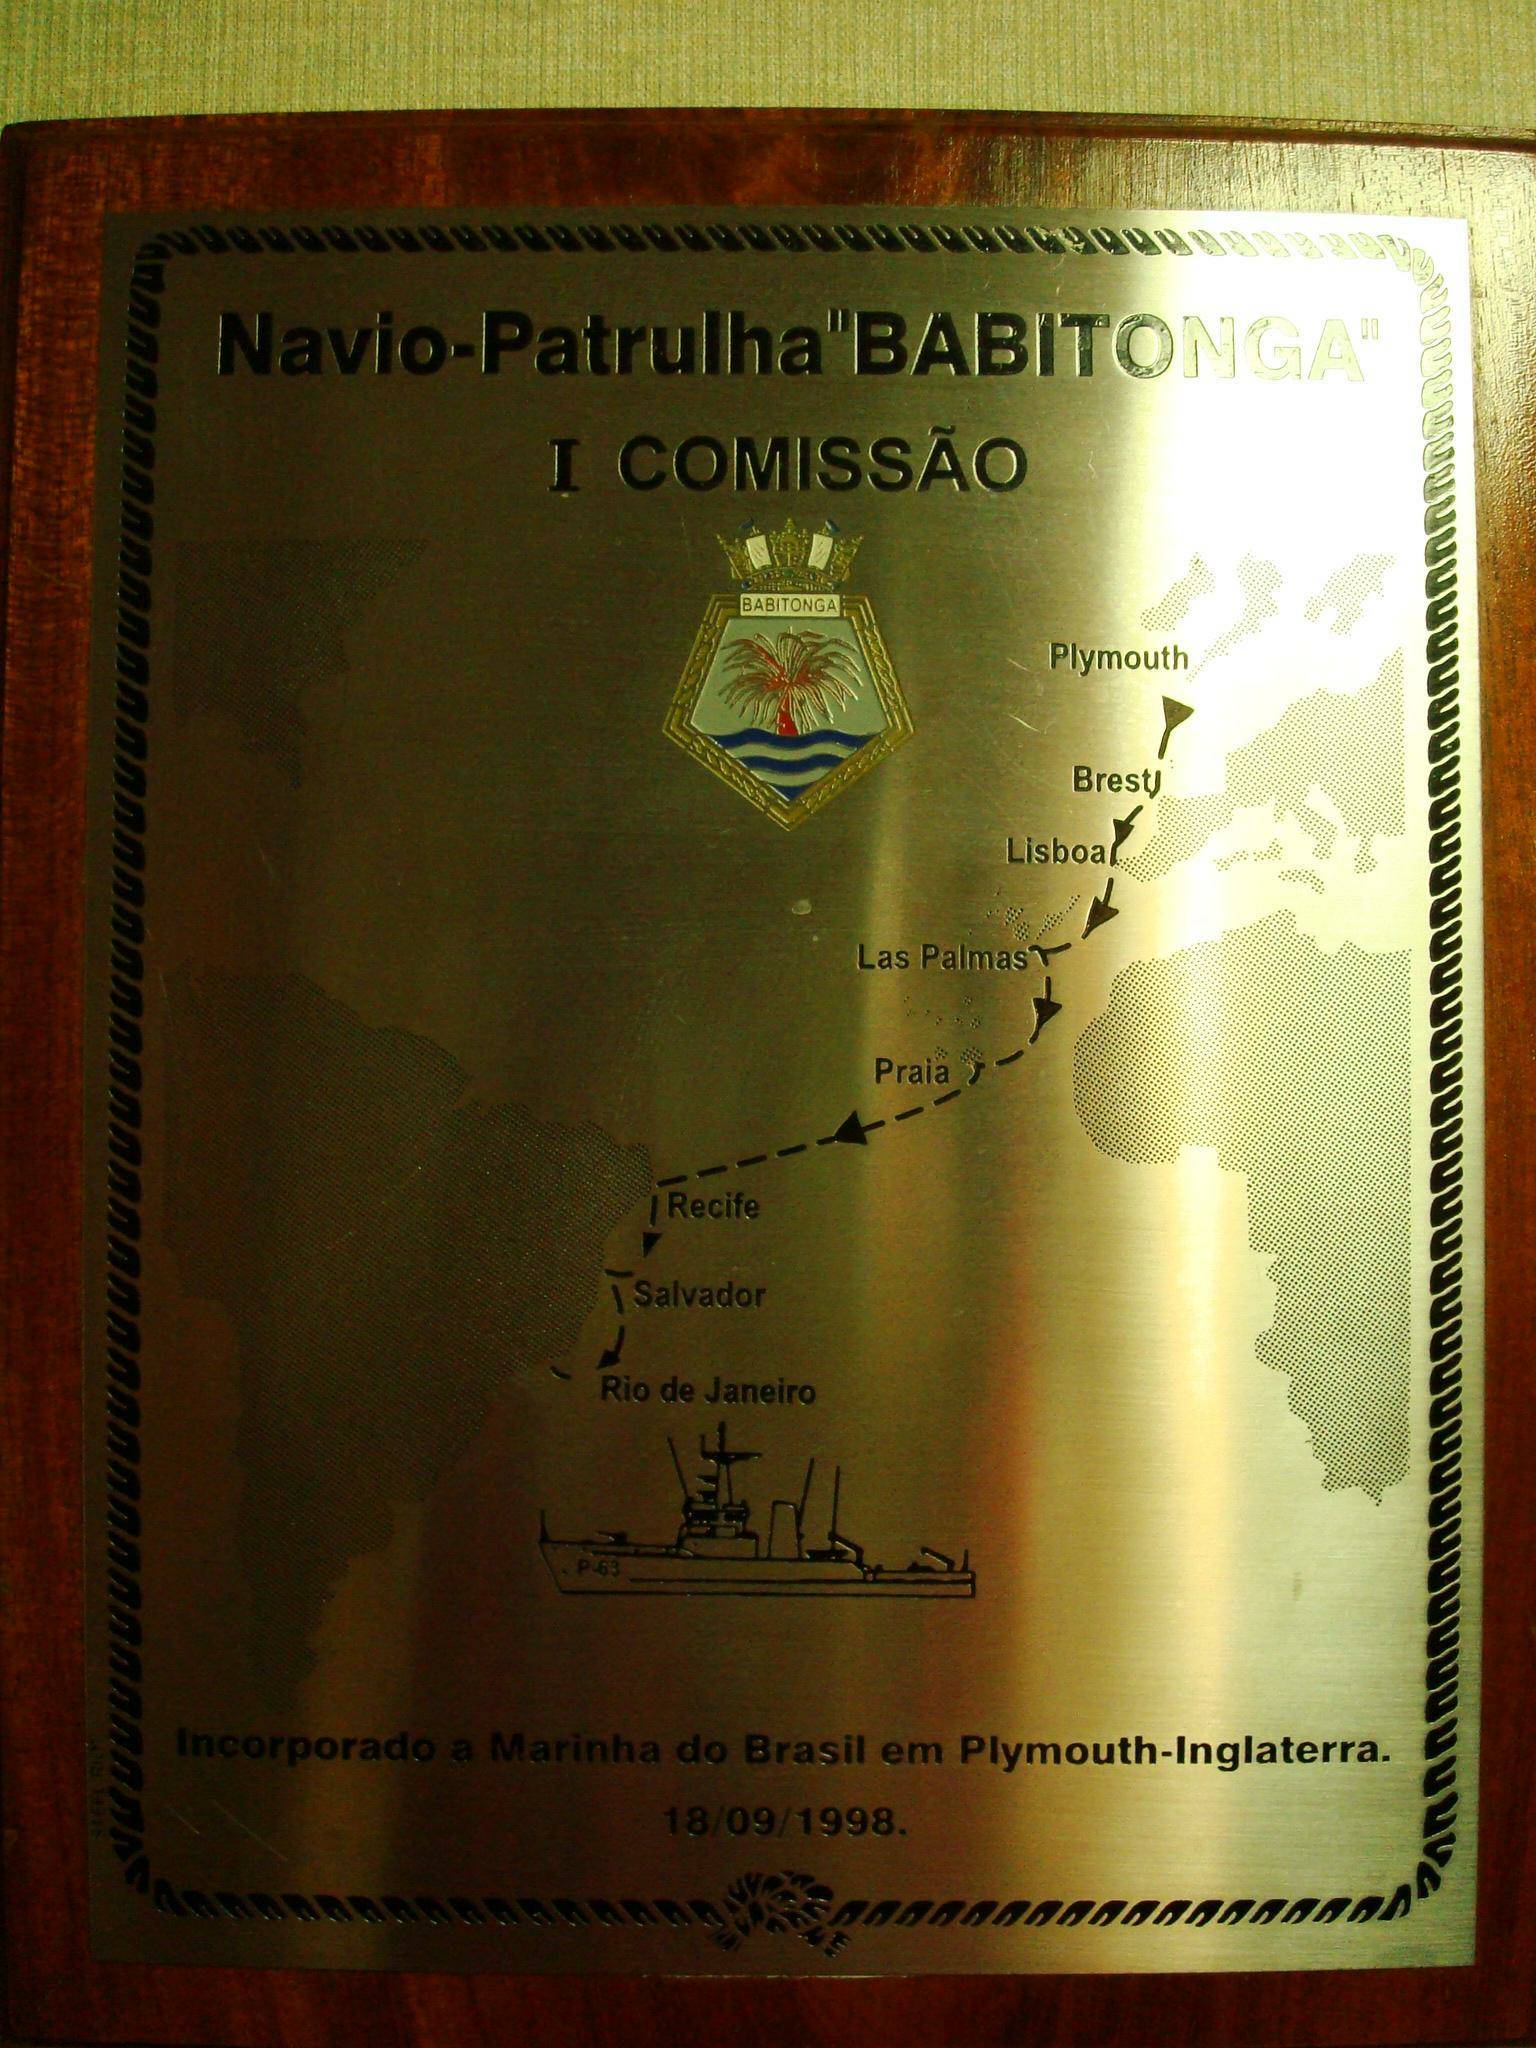 Navio-Patrulha "BABITONGA"
I COMISSÃO
BABITONGA
Plymouth
Brest
Lisboa
Las Palmas
Praia
Recife
Salvador
Rio de Janeiro
P-63
Incorporado a Marinha do Brasil em Plymouth-Inglaterra.
18/09/1998.